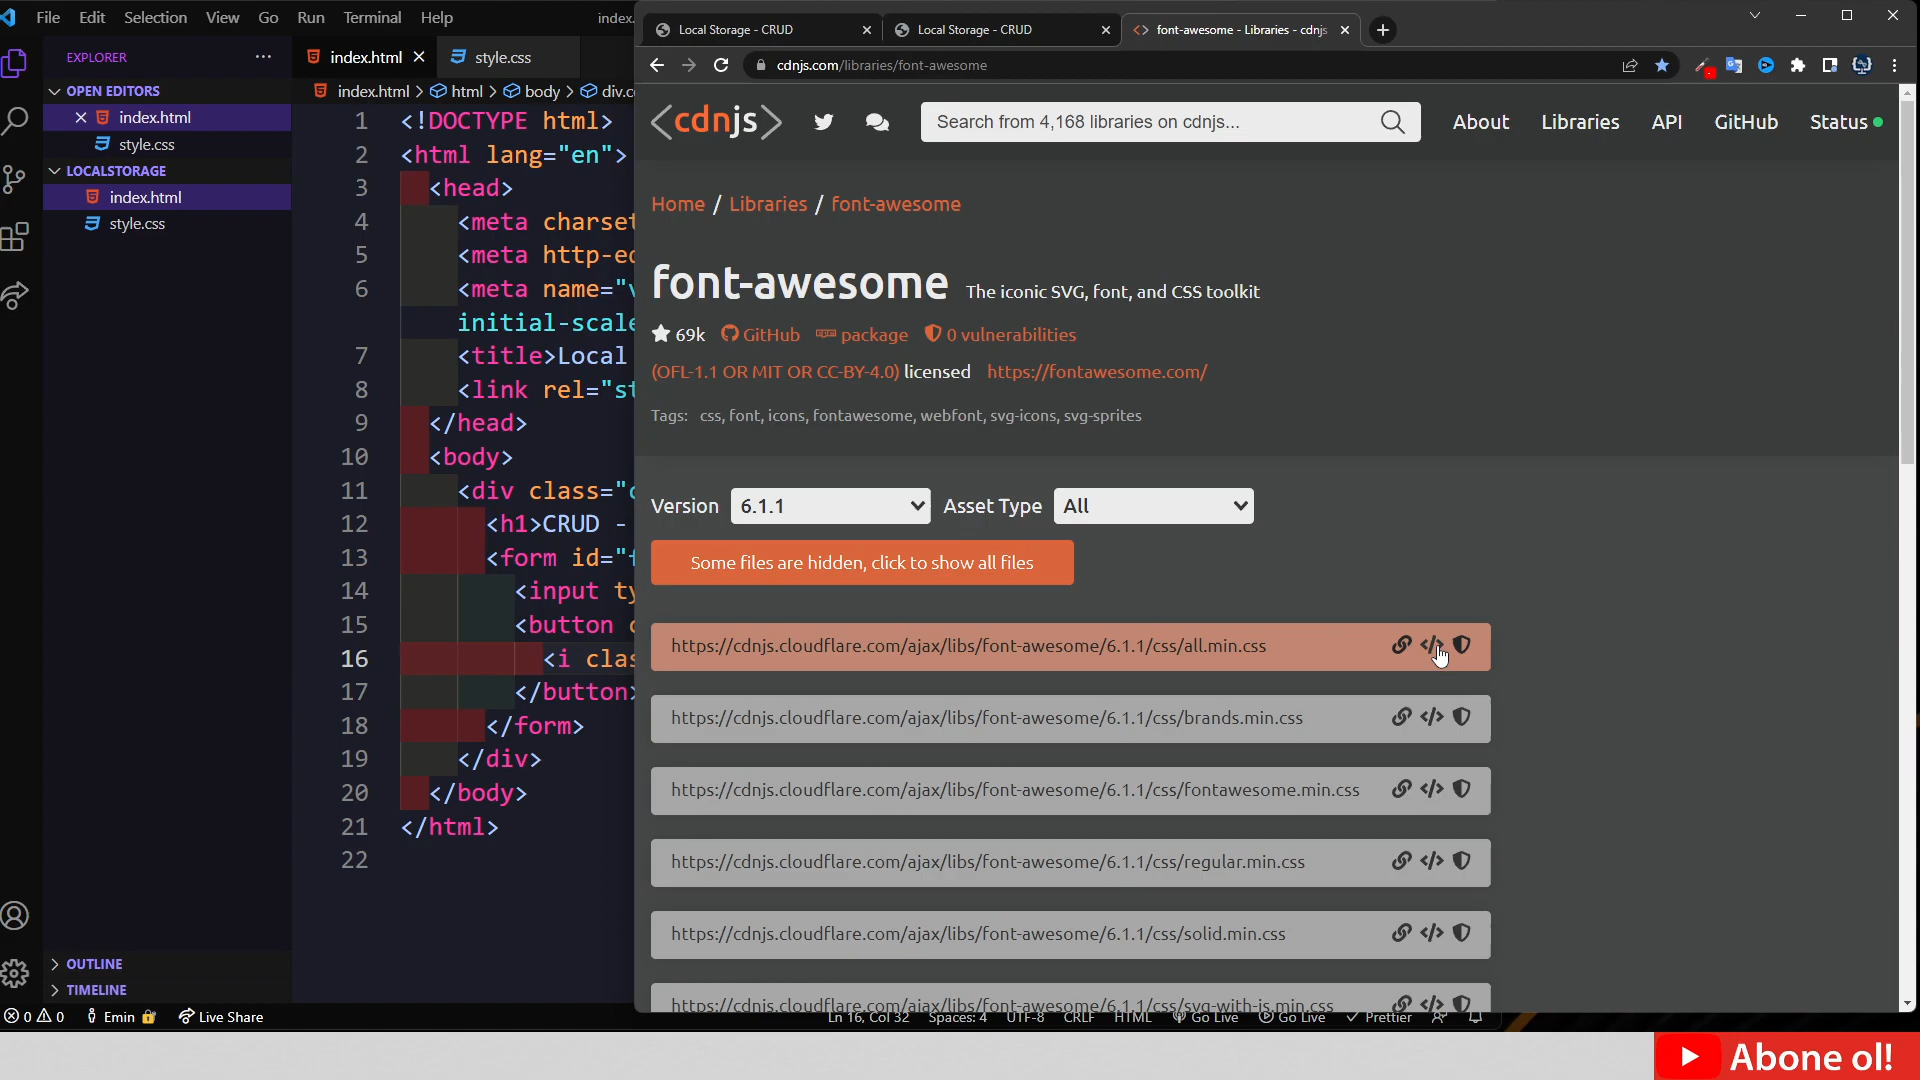 File Edit Selection View Go Run Terminal Help index.
EXPLORER
OPEN EDITORS
index.html
style.css
LOCALSTORAGE
index.html
style.css
OUTLINE
TIMELINE
index.html style.css
index.html > html > body > div.c
1 <!DOCTYPE html>
2 <html lang="en">
3 <head>
4 <meta charset
5 <meta http-e
6 <meta name="v
initial-scale
7 <title>Local
8 <link rel="st
9 </head>
10 <body>
11 <div class="c
12 <h1>CRUD -
13 <form id="f
14 <input ty
15 <button c
16 <i clas
17 </button>
18 </form>
19 </div>
20 </body>
21 </html>
22
Local Storage - CRUD
Local Storage - CRUD
font-awesome - Libraries - cdnjs
cdnjs.com/libraries/font-awesome
<cdnjs>
Search from 4,168 libraries on cdnjs...
About Libraries API GitHub Status
Home / Libraries / font-awesome
font-awesome The iconic SVG, font, and CSS toolkit
69k GitHub package 0 vulnerabilities
(OFL-1.1 OR MIT OR CC-BY-4.0) licensed https://fontawesome.com/
Tags: css, font, icons, fontawesome, webfont, svg-icons, svg-sprites
Version 6.1.1 Asset Type All
Some files are hidden, click to show all files
https://cdnjs.cloudflare.com/ajax/libs/font-awesome/6.1.1/css/all.min.css
https://cdnjs.cloudflare.com/ajax/libs/font-awesome/6.1.1/css/brands.min.css
https://cdnjs.cloudflare.com/ajax/libs/font-awesome/6.1.1/css/fontawesome.min.css
https://cdnjs.cloudflare.com/ajax/libs/font-awesome/6.1.1/css/regular.min.css
https://cdnjs.cloudflare.com/ajax/libs/font-awesome/6.1.1/css/solid.min.css
https://cdnjs.cloudflare.com/ajax/libs/font-awesome/6.1.1/css/svg-with-js.min.css
0 0 Emin Live Share Ln 16, Col 32 Spaces: 4 UTF-8 CRLF HTML Go Live Go Live Prettier
Abone ol!